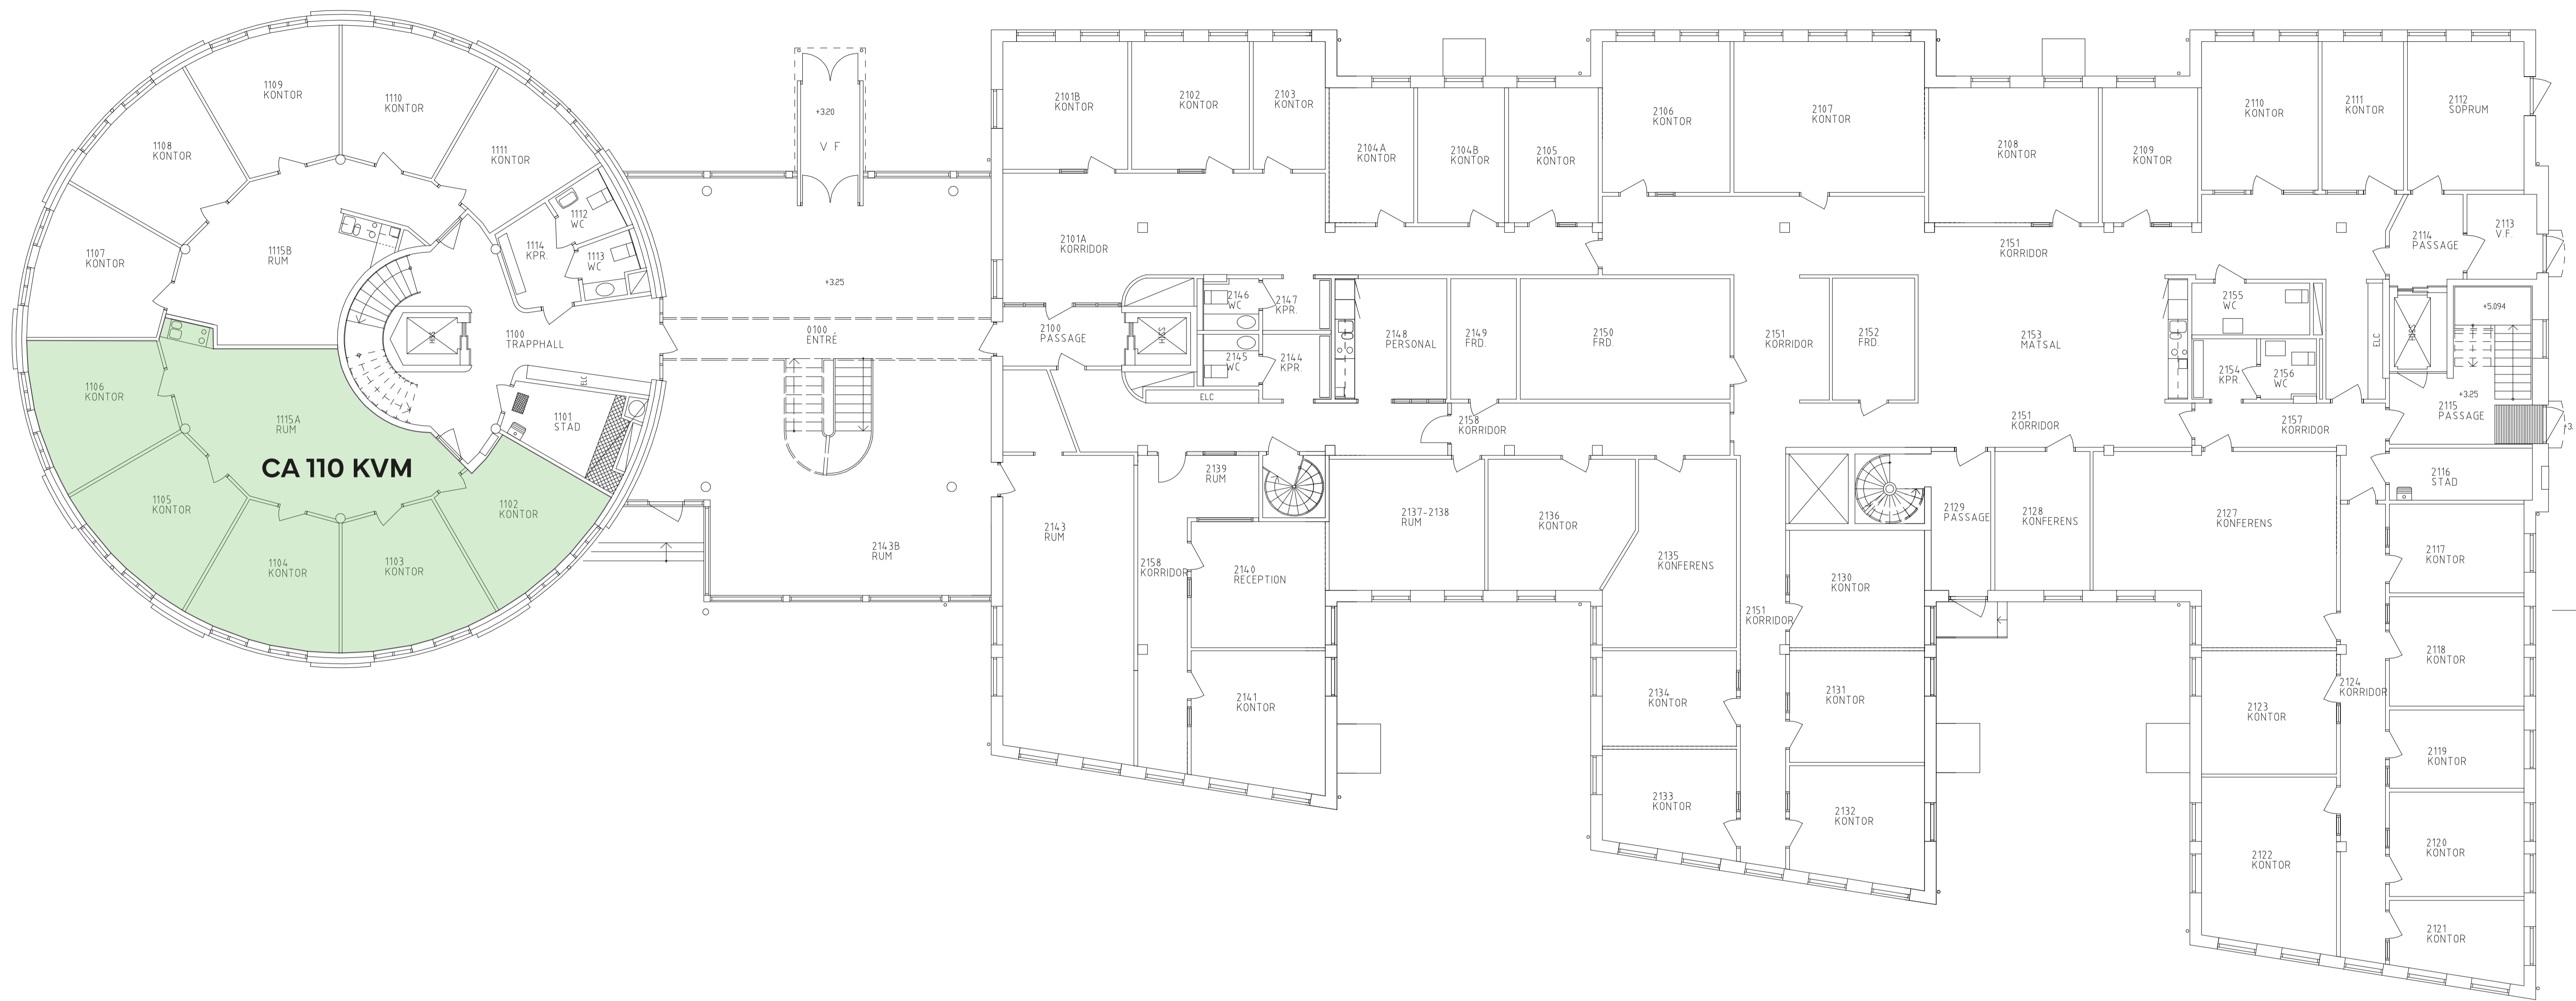 1109
KONTOR
1110
KONTOR
1108
KONTOR
1111
KONTOR
1107
KONTOR
1115B
RUM
1112
WC
1114
KPR.
1113
WC
HISS
1100
TRAPPHALL
1106
KONTOR
1115A
RUM
ELC
1101
STÄD
CA 110 KVM
1105
KONTOR
1102
KONTOR
1104
KONTOR
1103
KONTOR
+3.20
V F
+3.25
0100
ENTRÉ
2143B
RUM
2101B
KONTOR
2102
KONTOR
2103
KONTOR
2101A
KORRIDOR
2104A
KONTOR
2104B
KONTOR
2105
KONTOR
2106
KONTOR
2107
KONTOR
2108
KONTOR
2109
KONTOR
2110
KONTOR
2111
KONTOR
2112
SOPRUM
2151
KORRIDOR
2114
PASSAGE
2113
V.F.
2100
PASSAGE
HISS
2146
WC
2147
KPR.
2145
WC
2144
KPR.
ELC
2148
PERSONAL
2149
FRD.
2150
FRD.
2151
KORRIDOR
2152
FRD.
2153
MATSAL
2155
WC
2154
KPR.
2156
WC
ELC
HISS
+5.094
+3.25
2115
PASSAGE
+3.
2158
KORRIDOR
2151
KORRIDOR
2157
KORRIDOR
2116
STÄD
2143
RUM
2139
RUM
2158
KORRIDOR
2140
RECEPTION
2141
KONTOR
2137-2138
RUM
2136
KONTOR
2135
KONFERENS
2134
KONTOR
2133
KONTOR
2151
KORRIDOR
2129
PASSAGE
2128
KONFERENS
2127
KONFERENS
2130
KONTOR
2131
KONTOR
2132
KONTOR
2117
KONTOR
2118
KONTOR
2124
KORRIDOR
2123
KONTOR
2119
KONTOR
2122
KONTOR
2120
KONTOR
2121
KONTOR